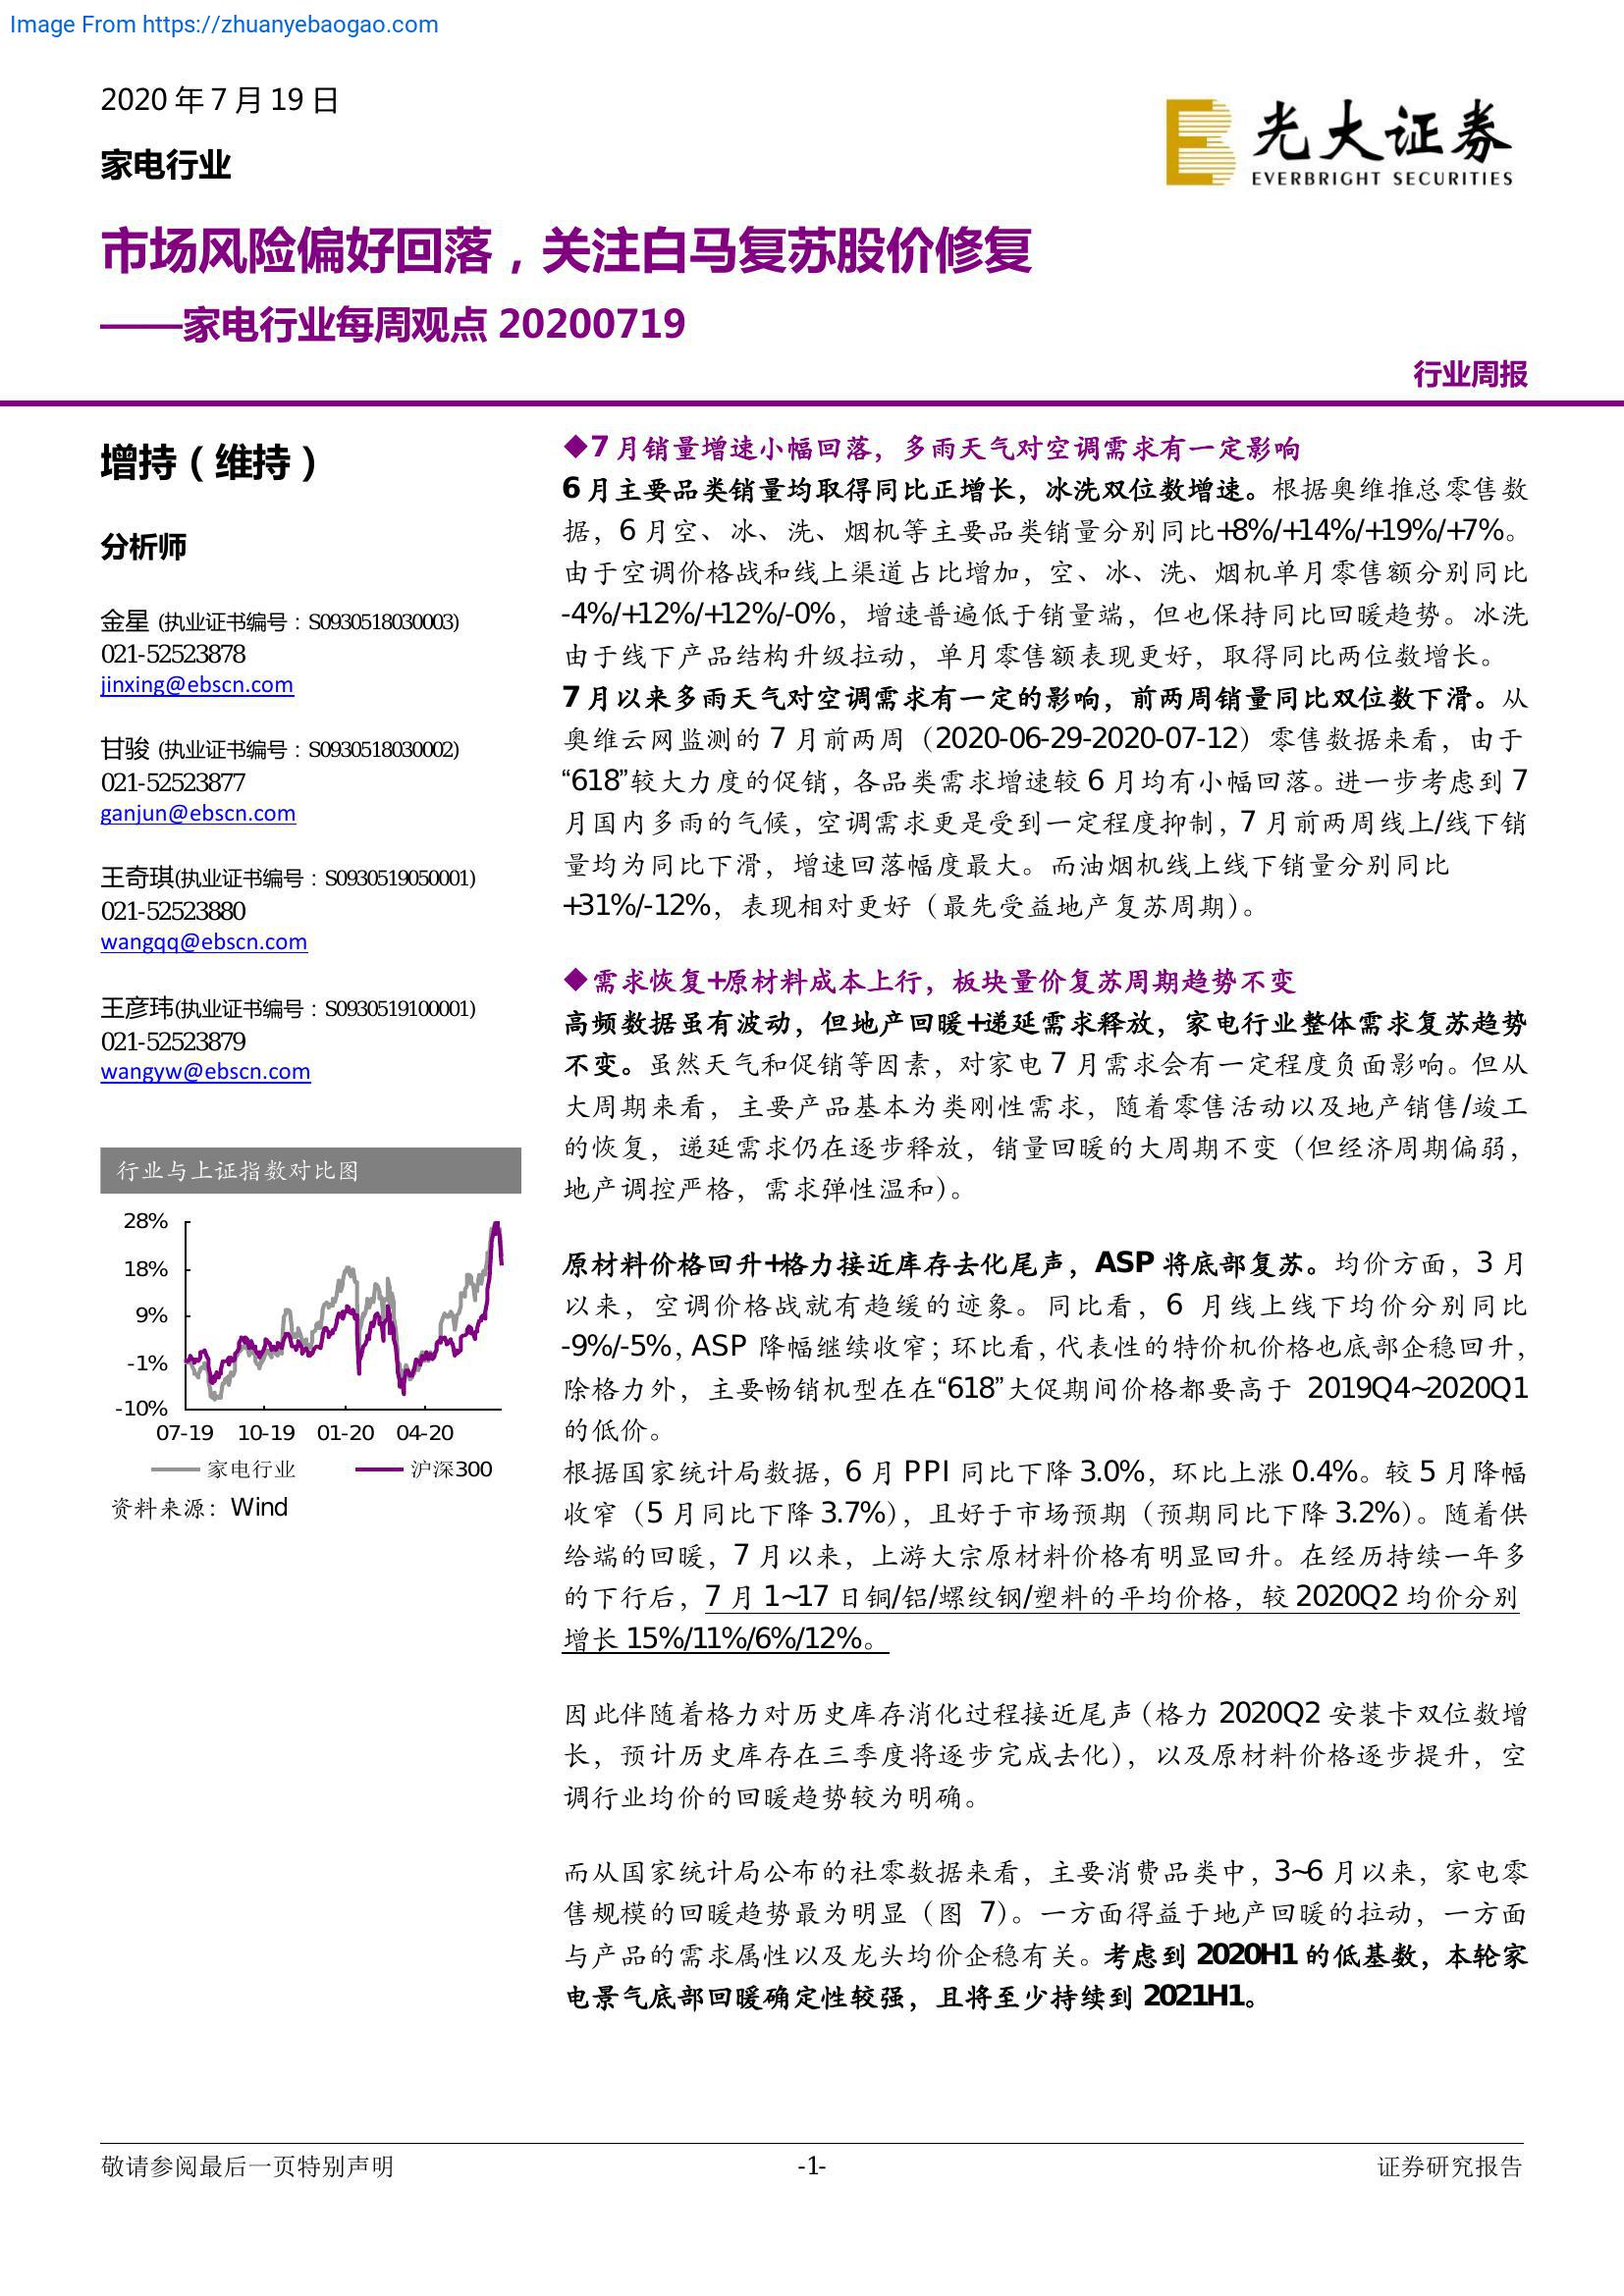 Image From https://zhuanyebaogao.com
2020 年 7 月 19 日
家电行业
光大证券
EVERBRIGHT SECURITIES
市场风险偏好回落，关注白马复苏股价修复
——家电行业每周观点 20200719
行业周报
增持（维持）
分析师
金星 (执业证书编号：S0930518030003)
021-52523878
jinxing@ebscn.com
甘骏 (执业证书编号：S0930518030002)
021-52523877
ganjun@ebscn.com
王奇琪(执业证书编号：S0930519050001)
021-52523880
wangqq@ebscn.com
王彦玮(执业证书编号：S0930519100001)
021-52523879
wangyw@ebscn.com
行业与上证指数对比图
28%
18%
9%
-1%
-10%
07-19 10-19 01-20 04-20
家电行业 沪深300
资料来源：Wind
◆7 月销量增速小幅回落，多雨天气对空调需求有一定影响
6 月主要品类销量均取得同比正增长，冰洗双位数增速。根据奥维推总零售数
据，6 月空、冰、洗、烟机等主要品类销量分别同比+8%/+14%/+19%/+7%。
由于空调价格战和线上渠道占比增加，空、冰、洗、烟机单月零售额分别同比
-4%/+12%/+12%/-0%，增速普遍低于销量端，但也保持同比回暖趋势。冰洗
由于线下产品结构升级拉动，单月零售额表现更好，取得同比两位数增长。
7 月以来多雨天气对空调需求有一定的影响，前两周销量同比双位数下滑。从
奥维云网监测的 7 月前两周（2020-06-29-2020-07-12）零售数据来看，由于
“618”较大力度的促销，各品类需求增速较 6 月均有小幅回落。进一步考虑到 7
月国内多雨的气候，空调需求更是受到一定程度抑制，7 月前两周线上/线下销
量均为同比下滑，增速回落幅度最大。而油烟机线上线下销量分别同比
+31%/-12%，表现相对更好（最先受益地产复苏周期）。
◆需求恢复+原材料成本上行，板块量价复苏周期趋势不变
高频数据虽有波动，但地产回暖+递延需求释放，家电行业整体需求复苏趋势
不变。虽然天气和促销等因素，对家电 7 月需求会有一定程度负面影响。但从
大周期来看，主要产品基本为类刚性需求，随着零售活动以及地产销售/竣工
的恢复，递延需求仍在逐步释放，销量回暖的大周期不变（但经济周期偏弱，
地产调控严格，需求弹性温和）。
原材料价格回升+格力接近库存去化尾声，ASP 将底部复苏。均价方面，3 月
以来，空调价格战就有趋缓的迹象。同比看，6 月线上线下均价分别同比
-9%/-5%，ASP 降幅继续收窄；环比看，代表性的特价机价格也底部企稳回升，
除格力外，主要畅销机型在在“618”大促期间价格都要高于 2019Q4~2020Q1
的低价。
根据国家统计局数据，6 月 PPI 同比下降 3.0%，环比上涨 0.4%。较 5 月降幅
收窄（5 月同比下降 3.7%），且好于市场预期（预期同比下降 3.2%）。随着供
给端的回暖，7 月以来，上游大宗原材料价格有明显回升。在经历持续一年多
的下行后，7 月 1~17 日铜/铝/螺纹钢/塑料的平均价格，较 2020Q2 均价分别
增长 15%/11%/6%/12%。
因此伴随着格力对历史库存消化过程接近尾声（格力 2020Q2 安装卡双位数增
长，预计历史库存在三季度将逐步完成去化），以及原材料价格逐步提升，空
调行业均价的回暖趋势较为明确。
而从国家统计局公布的社零数据来看，主要消费品类中，3~6 月以来，家电零
售规模的回暖趋势最为明显（图 7）。一方面得益于地产回暖的拉动，一方面
与产品的需求属性以及龙头均价企稳有关。考虑到 2020H1 的低基数，本轮家
电景气底部回暖确定性较强，且将至少持续到 2021H1。
敬请参阅最后一页特别声明
-1-
证券研究报告